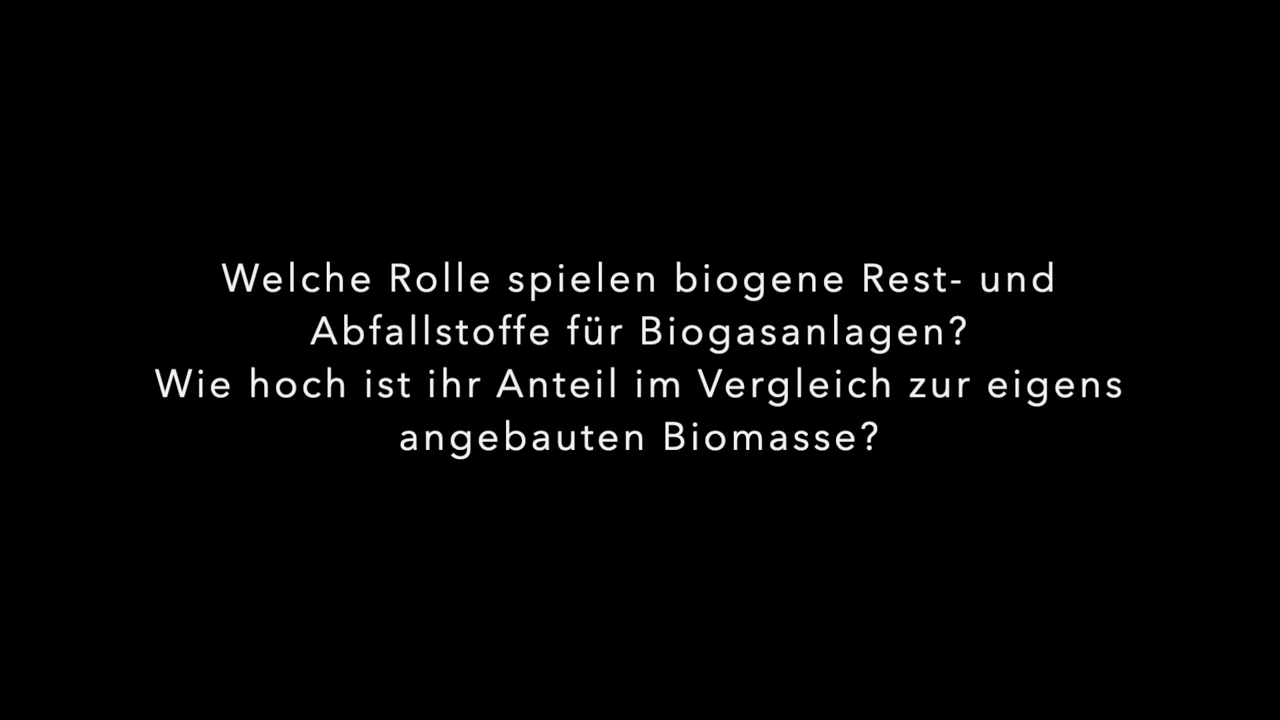 Welche Rolle spielen biogene Rest- und
Abfallstoffe für Biogasanlagen?
Wie hoch ist ihr Anteil im Vergleich zur eigens
angebauten Biomasse?